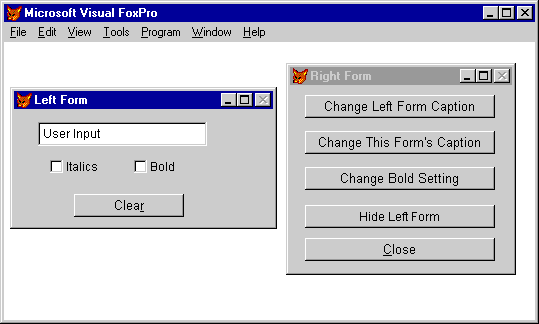 Microsoft Visual FoxPro
File Edit View Tools Program Window Help
Left Form
User Input
Italics Bold
Clear
Right Form
Change Left Form Caption
Change This Form's Caption
Change Bold Setting
Hide Left Form
Close